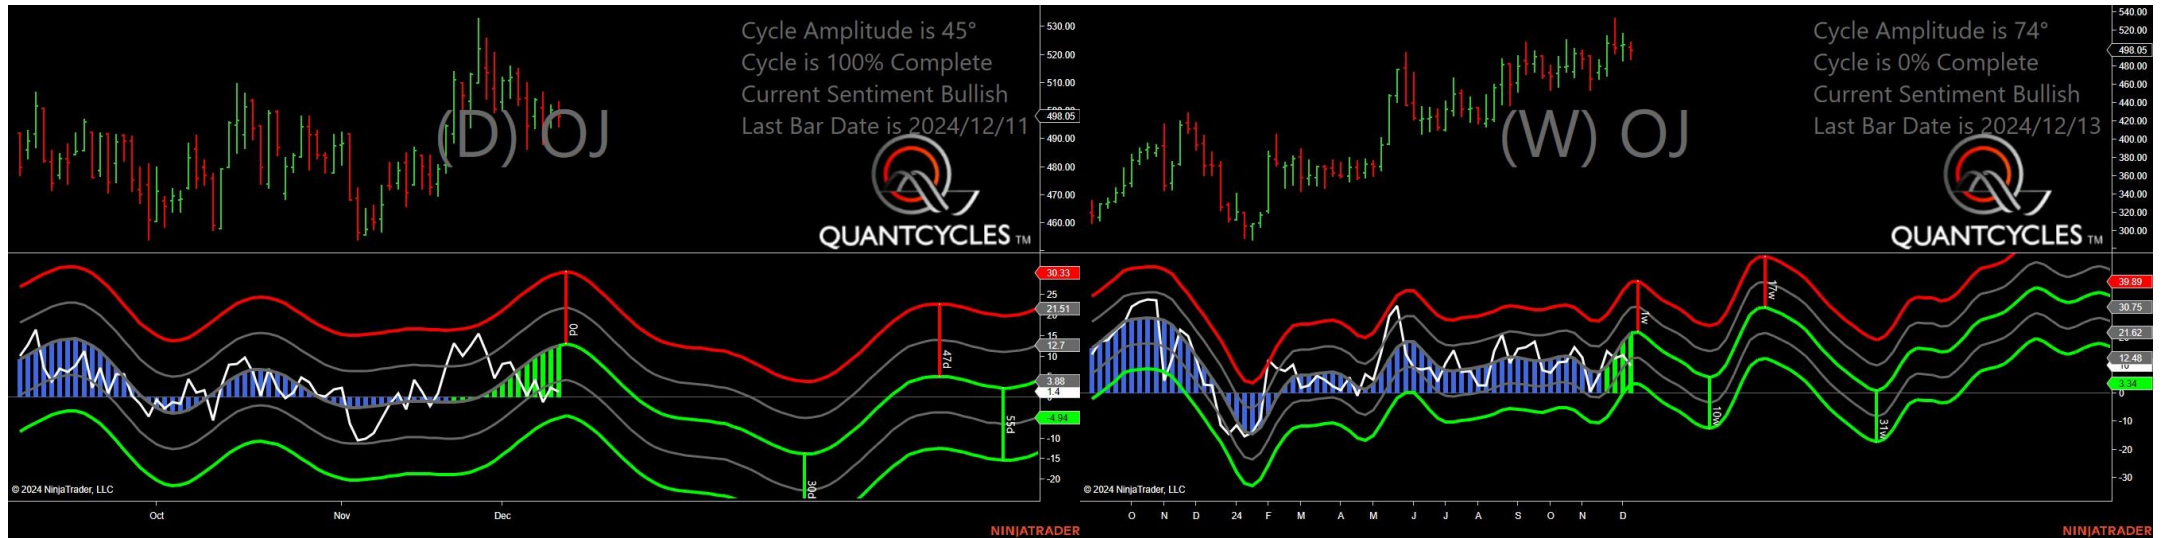 Cycle Amplitude is 45°
Cycle is 100% Complete
Current Sentiment Bullish
Last Bar Date is 2024/12/11
(D) OJ
QUANTCYCLES TM
530.00
520.00
510.00
498.05
490.00
480.00
470.00
460.00
30.33
25
21.51
15
12.7
10
3.88
1.4
-4.94
-10
-15
-20
0d
30d
47d
55d
© 2024 NinjaTrader, LLC
Oct
Nov
Dec
NINJATRADER
Cycle Amplitude is 74°
Cycle is 0% Complete
Current Sentiment Bullish
Last Bar Date is 2024/12/13
(W) OJ
QUANTCYCLES TM
540.00
520.00
498.05
480.00
460.00
440.00
420.00
400.00
380.00
360.00
340.00
320.00
300.00
39.89
30.75
21.62
12.48
10
3.34
0
-10
-20
-30
1w
10w
17w
31w
© 2024 NinjaTrader, LLC
O N D 24 F M A M J J A S O N D
NINJATRADER